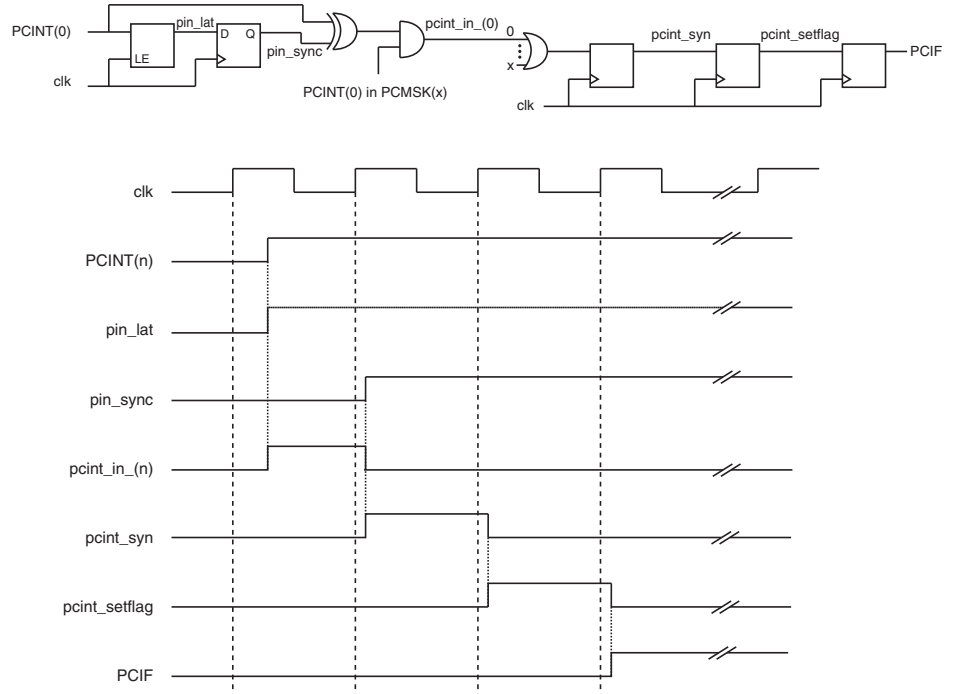 PCINT(0)
pin_lat
D Q
LE
clk
pin_sync
PCINT(0) in PCMSK(x)
pcint_in_(0)
0
x
clk
pcint_syn
pcint_setflag
PCIF
clk
PCINT(n)
pin_lat
pin_sync
pcint_in_(n)
pcint_syn
pcint_setflag
PCIF